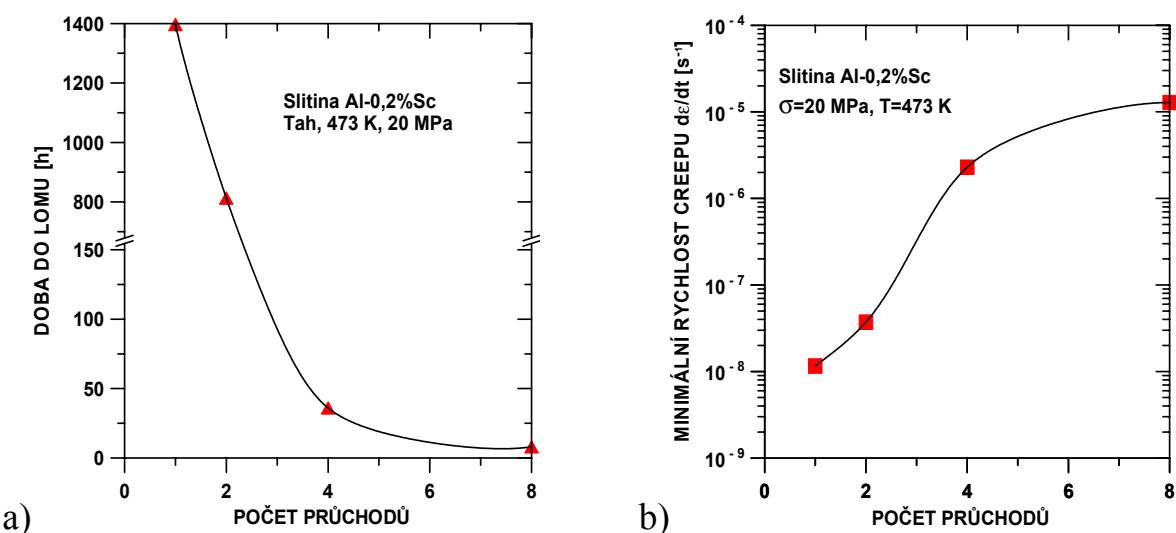 1400
1200
1000
800
150
100
50
0
DOBA DO LOMU [h]
Slitina Al-0,2%Sc
Tah, 473 K, 20 MPa
0 2 4 6 8
POČET PRŮCHODŮ
a)
10-4
10-5
10-6
10-7
10-8
10-9
MINIMÁLNÍ RYCHLOST CREEPU dε/dt [s-1]
Slitina Al-0,2%Sc
σ=20 MPa, T=473 K
0 2 4 6 8
POČET PRŮCHODŮ
b)